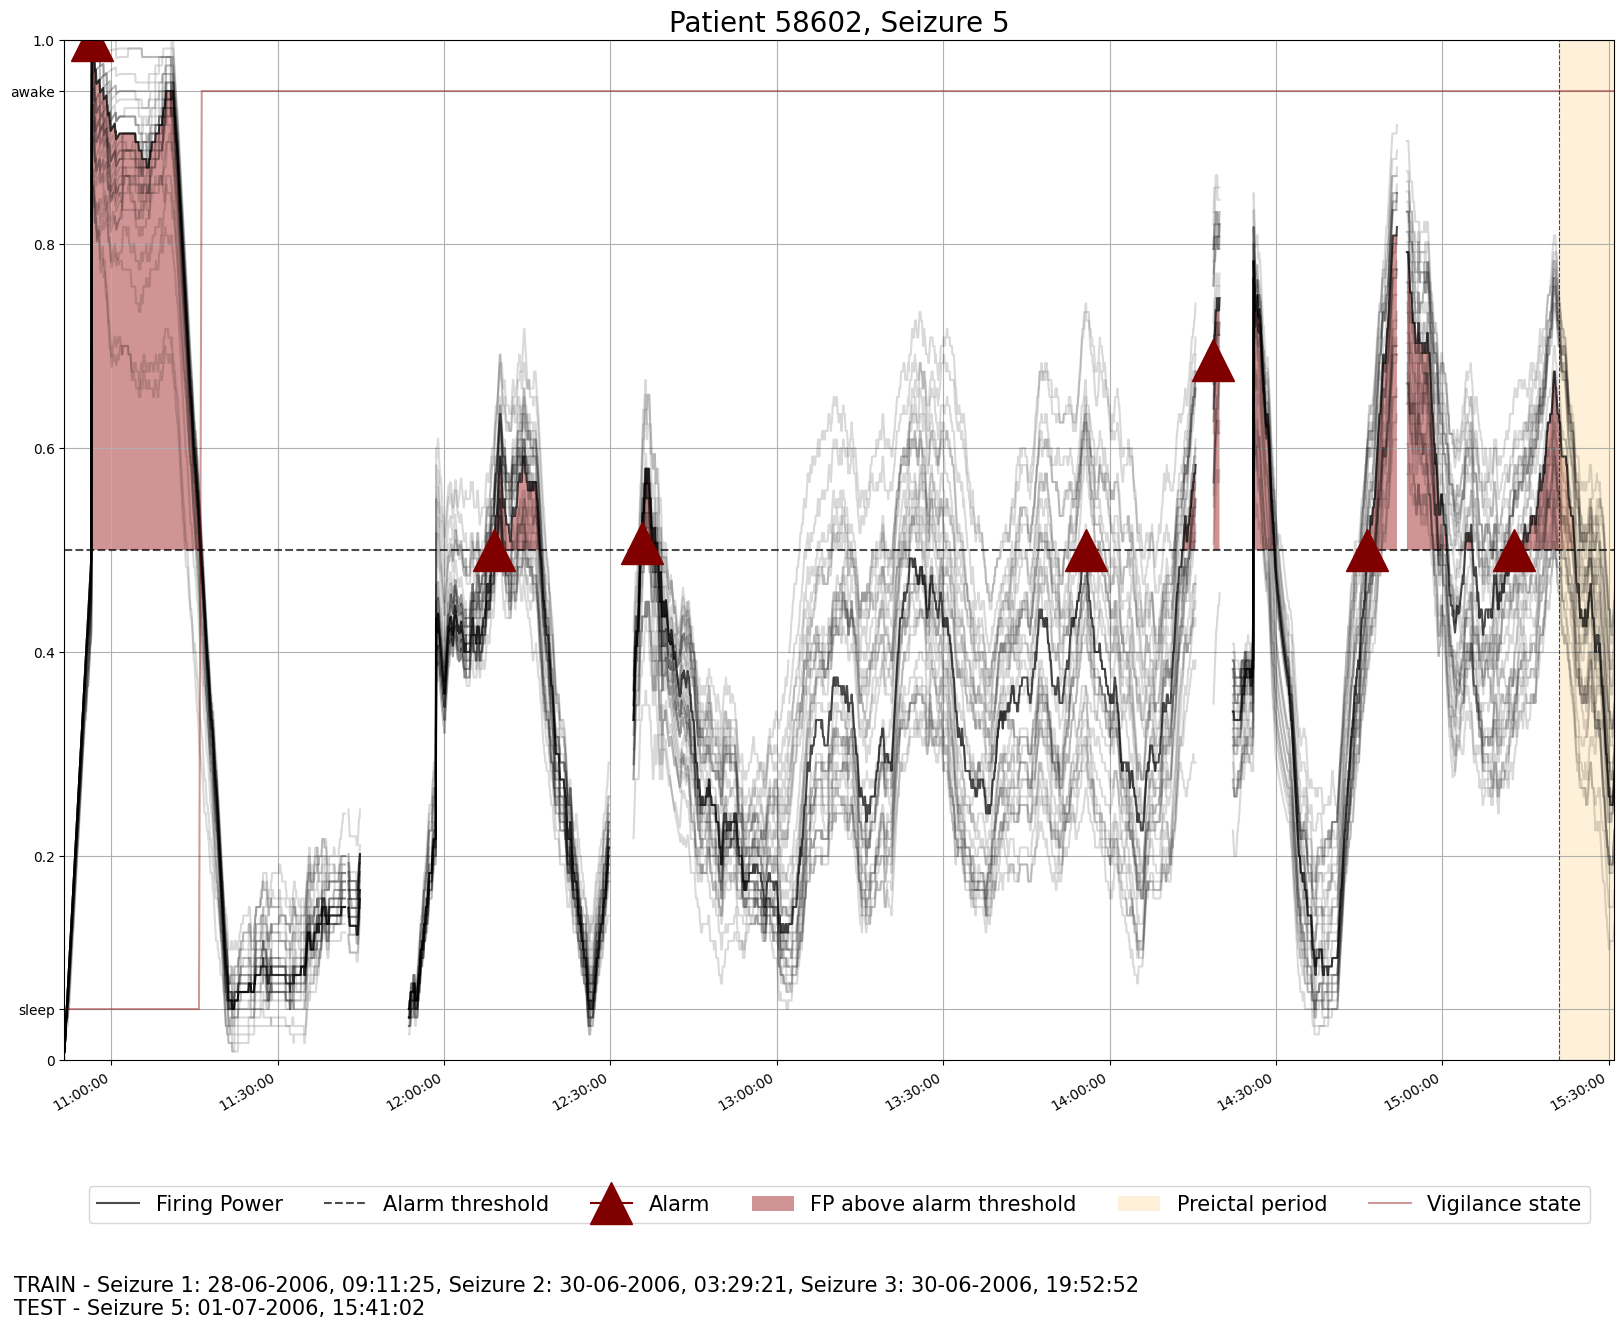 Patient 58602, Seizure 5
1.0
awake
0.8
0.6
0.4
0.2
sleep
0
11:00:00
11:30:00
12:00:00
12:30:00
13:00:00
13:30:00
14:00:00
14:30:00
15:00:00
15:30:00
Firing Power
Alarm threshold
Alarm
FP above alarm threshold
Preictal period
Vigilance state
TRAIN - Seizure 1: 28-06-2006, 09:11:25, Seizure 2: 30-06-2006, 03:29:21, Seizure 3: 30-06-2006, 19:52:52
TEST - Seizure 5: 01-07-2006, 15:41:02